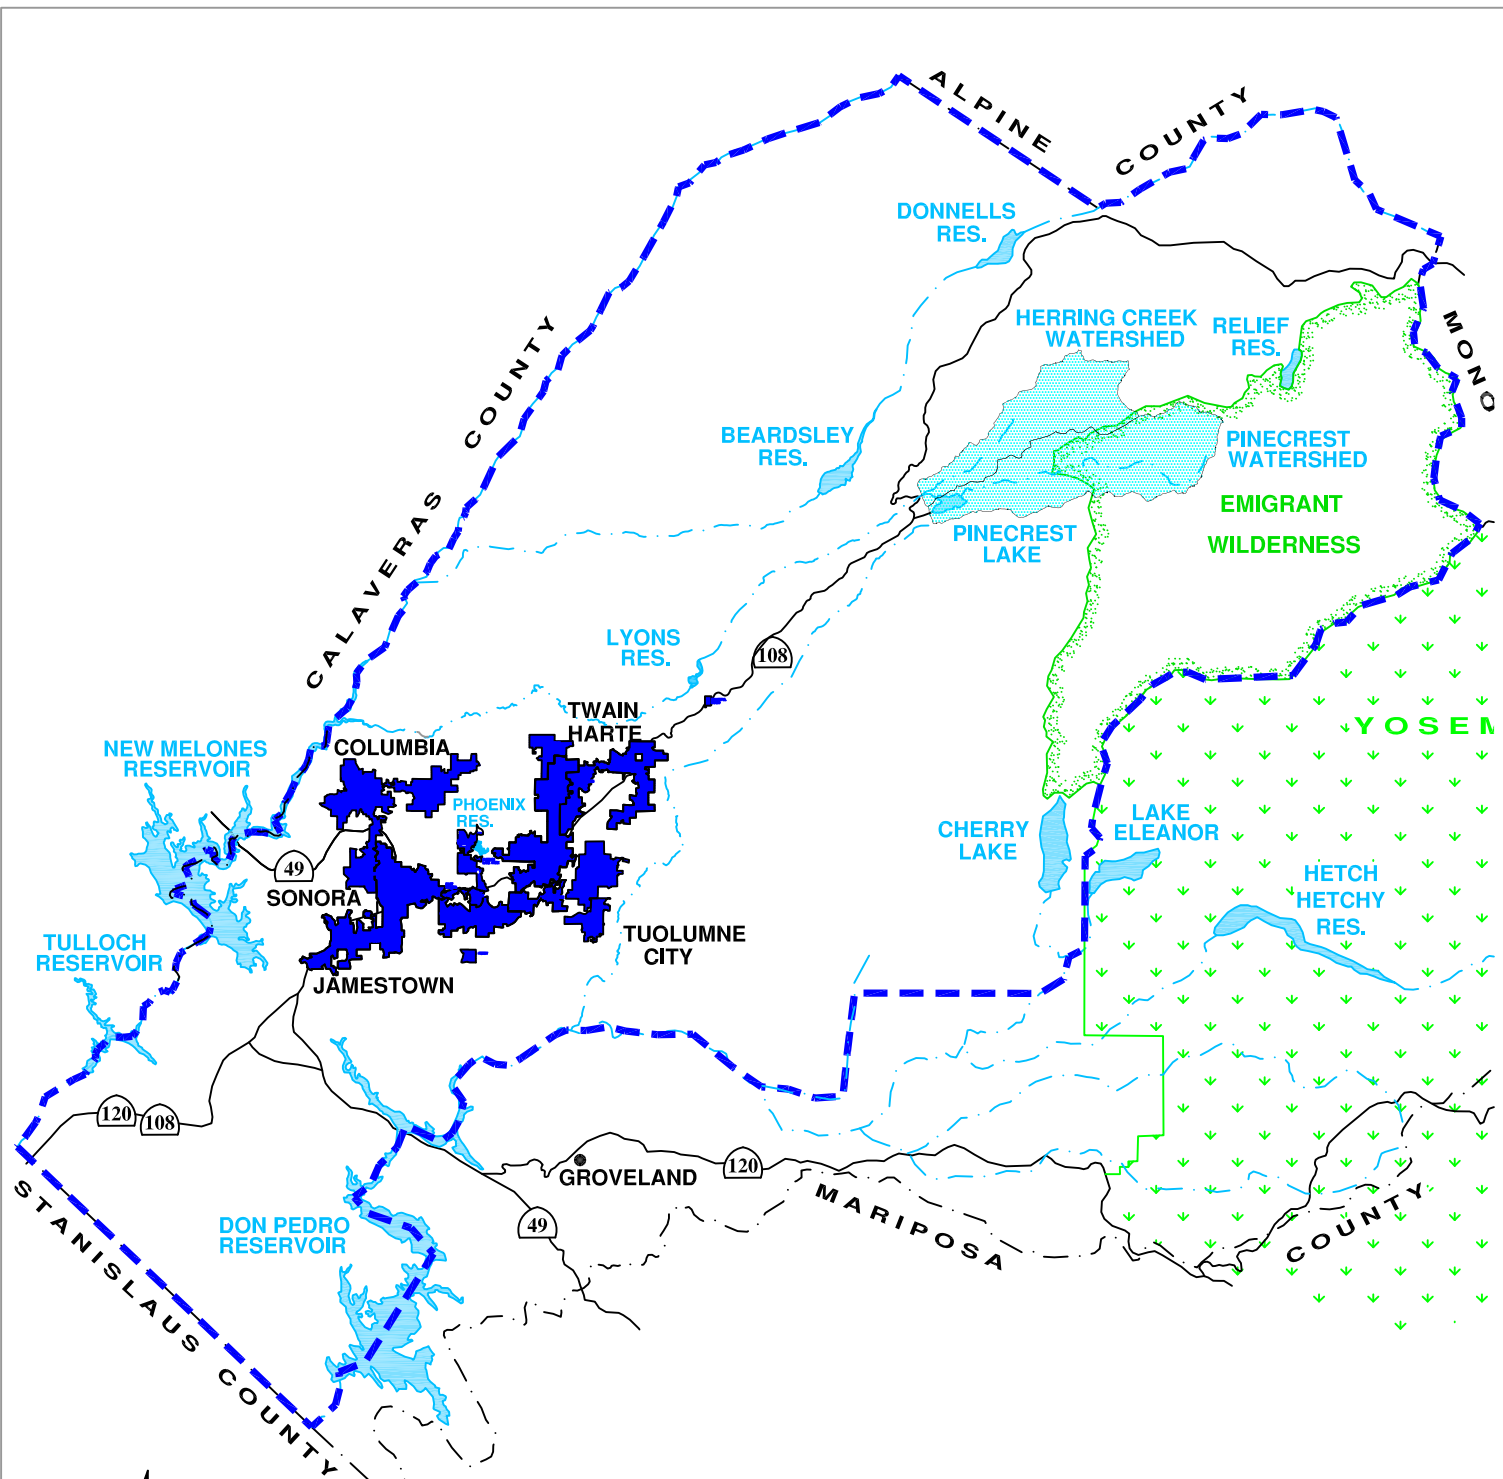 ALPINE
COUNTY
DONNELLS
RES.
HERRING CREEK
WATERSHED
RELIEF
RES.
MONO
CALAVERAS COUNTY
BEARDSLEY
RES.
PINECREST
WATERSHED
EMIGRANT
WILDERNESS
PINECREST
LAKE
LYONS
RES.
108
TWAIN
HARTE
YOSEM
NEW MELONES
RESERVOIR
COLUMBIA
PHOENIX
RES.
CHERRY
LAKE
LAKE
ELEANOR
49
SONORA
HETCH
HETCHY
RES.
TULLOCH
RESERVOIR
TUOLUMNE
CITY
JAMESTOWN
120
108
GROVELAND
120
MARIPOSA
COUNTY
49
DON PEDRO
RESERVOIR
STANISLAUS COUNTY